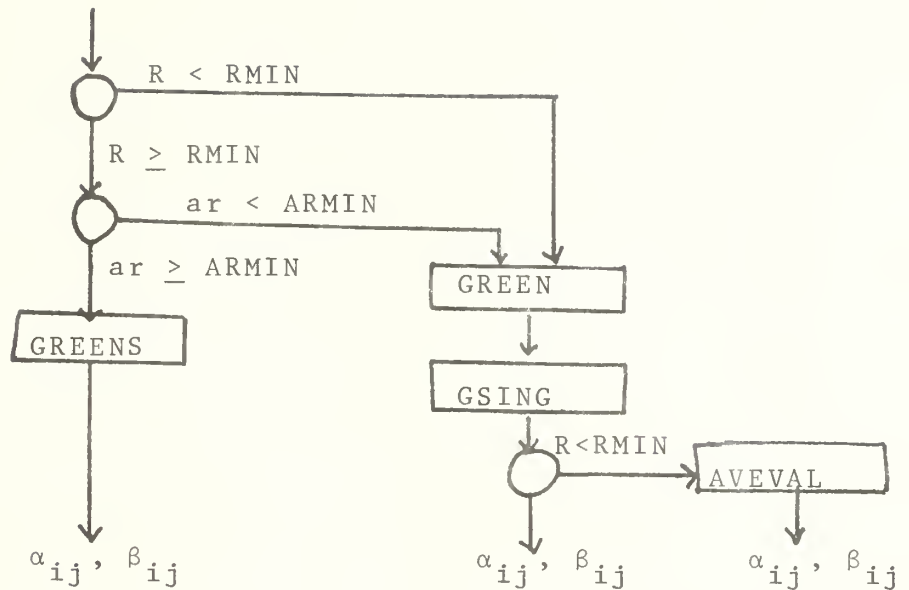 R < RMIN
R ≥ RMIN
ar < ARMIN
ar ≥ ARMIN
GREEN
GREENS
GSING
R<RMIN
AVEVAL
αij, βij
αij, βij
αij, βij